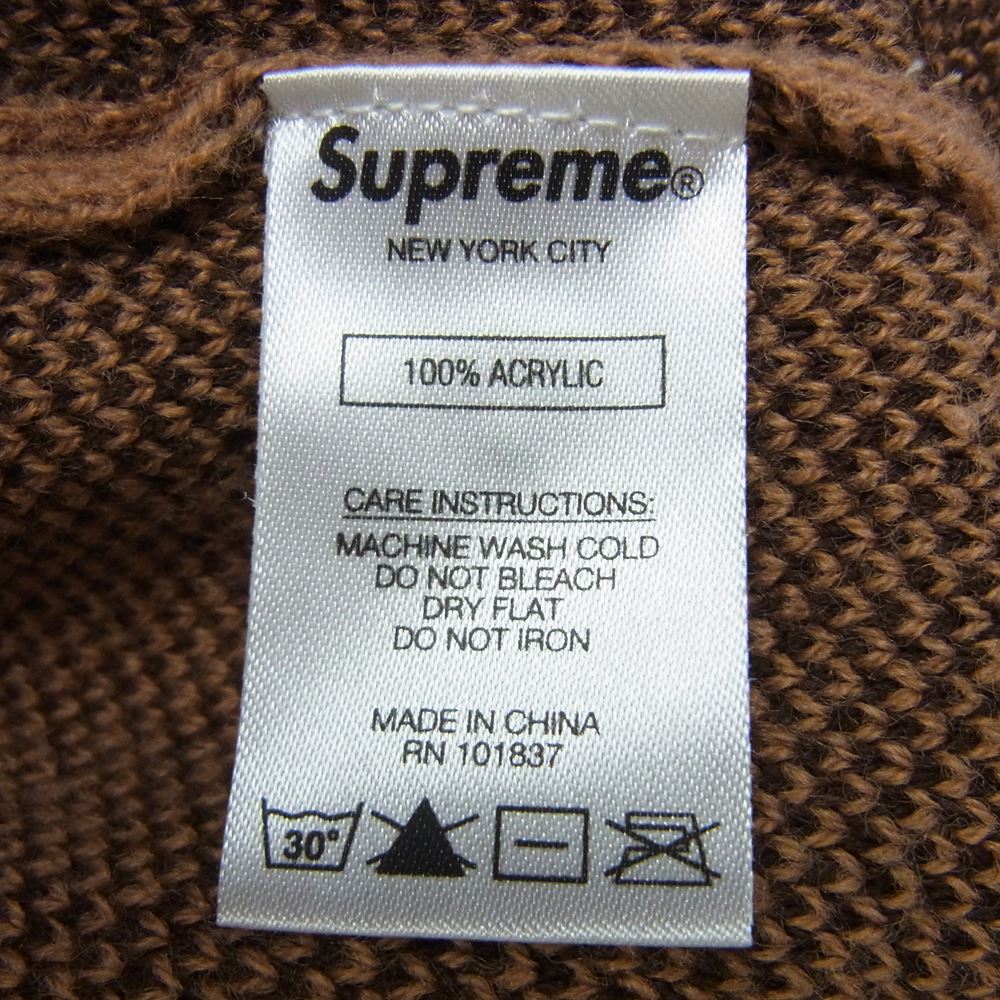 Supreme®
NEW YORK CITY
100% ACRYLIC
CARE INSTRUCTIONS:
MACHINE WASH COLD
DO NOT BLEACH
DRY FLAT
DO NOT IRON
MADE IN CHINA
RN 101837
30°